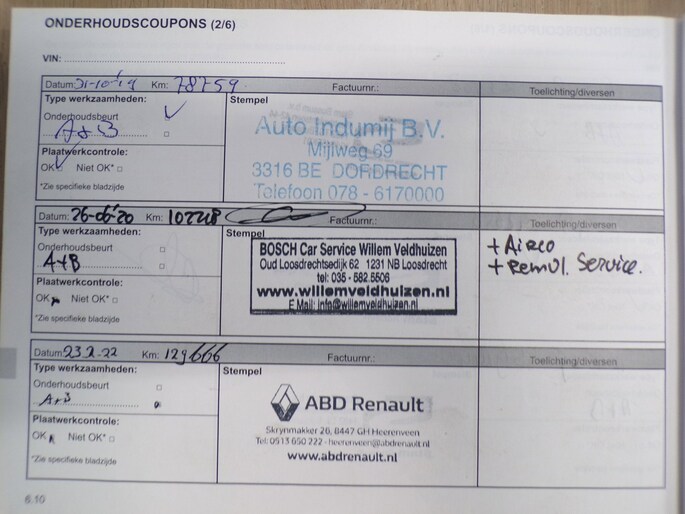 ONDERHOUDSCOUPONS (2/6)
VIN:
Datum: 31-10-'19 Km: 78759 Factuurnr.: Toelichting/diversen
Type werkzaamheden: Stempel
Onderhoudsbeurt
A+B
Plaatwerkcontrole:
OK Niet OK*
*Zie specifieke bladzijde
Auto Indumij B.V.
Mijlweg 69
3316 BE DORDRECHT
Telefoon 078 - 6170000
Datum: 26-06-20 Km: Factuurnr.: Toelichting/diversen
Type werkzaamheden: Stempel
Onderhoudsbeurt
A+B
Plaatwerkcontrole:
OK Niet OK*
*Zie specifieke bladzijde
BOSCH Car Service Willem Veldhuizen
Oud Loosdrechtsedijk 62 1231 NB Loosdrecht
tel: 035 - 582.5506
www.willemveldhuizen.nl
E.Mail: info@willemveldhuizen.nl
+ Airco
+ Remvl. Service.
Datum: 23.2.22 Km: 129666 Factuurnr.: Toelichting/diversen
Type werkzaamheden: Stempel
Onderhoudsbeurt
A+B
Plaatwerkcontrole:
OK Niet OK*
*Zie specifieke bladzijde
ABD Renault
Skrynmakker 26, 8447 GH Heerenveen
Tel: 0513 650 222 - heerenveen@abdrenault.nl
www.abdrenault.nl
6.10